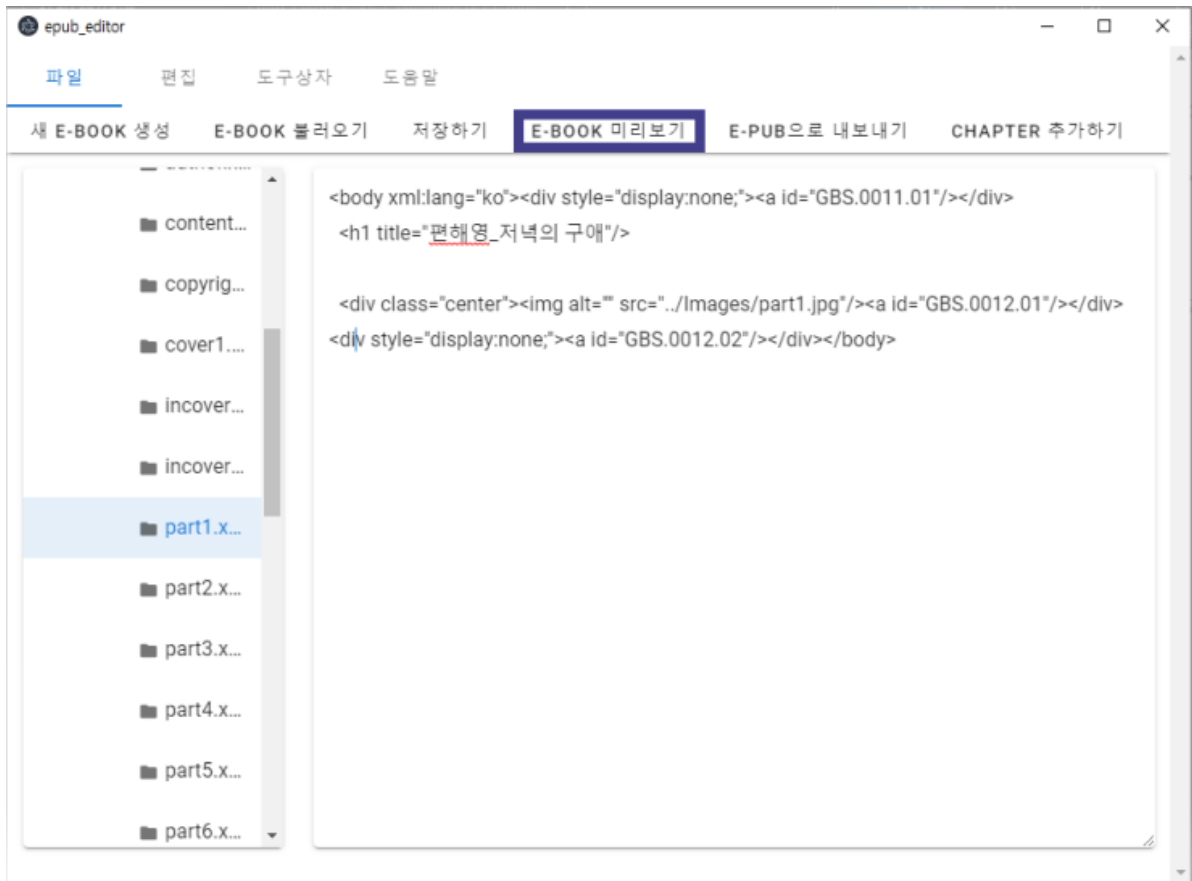 epub_editor
파일 편집 도구상자 도움말
새 E-BOOK 생성 E-BOOK 불러오기 저장하기 E-BOOK 미리보기 E-PUB으로 내보내기 CHAPTER 추가하기
content...
copyrig...
cover1....
incover...
incover...
part1.x...
part2.x...
part3.x...
part4.x...
part5.x...
part6.x...
<body xml:lang="ko"><div style="display:none;"><a id="GBS.0011.01"/></div>
<h1 title="편해영_저녁의 구애"/>
<div class="center"><img alt="" src="../Images/part1.jpg"/><a id="GBS.0012.01"/></div>
<div style="display:none;"><a id="GBS.0012.02"/></div></body>